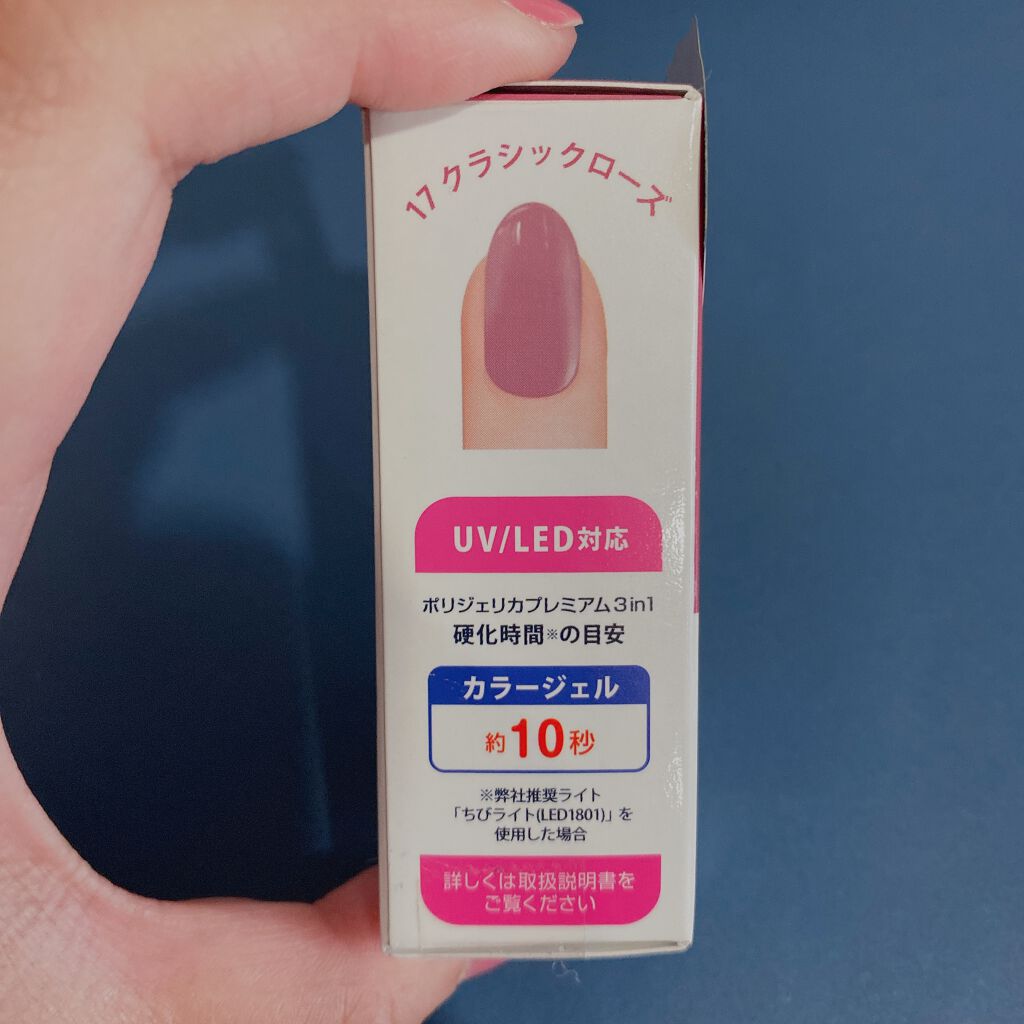 17 クラシックローズ
UV/LED対応
ポリジェリカプレミアム3in1
硬化時間※の目安
カラージェル
約10秒
※弊社推奨ライト
「ちびライト(LED1801)」を
使用した場合
詳しくは取扱説明書を
ご覧ください